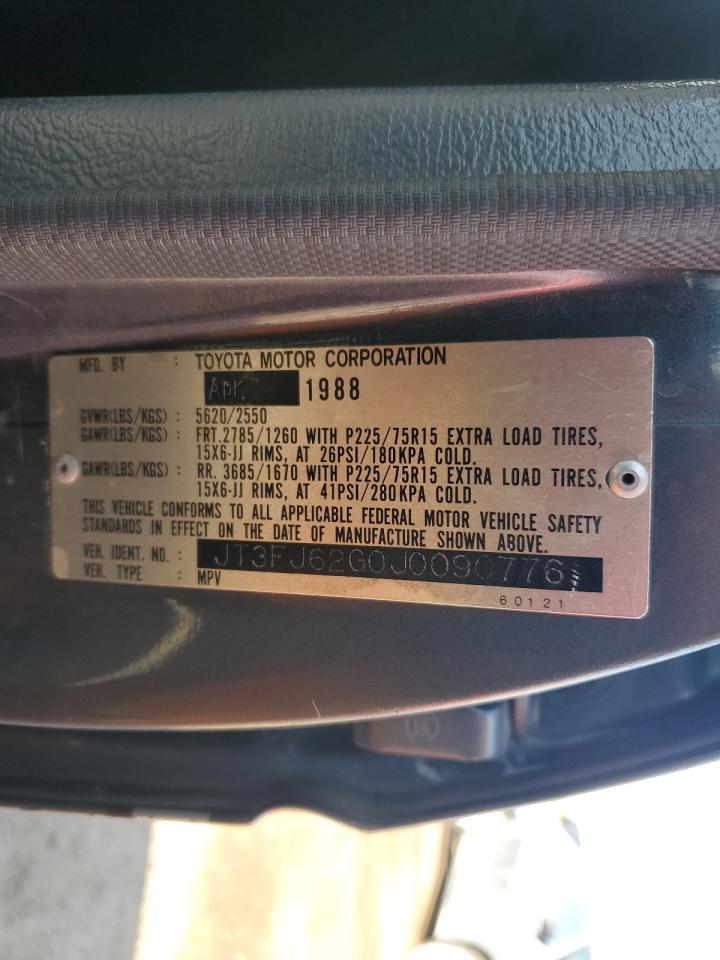 MFD. BY : TOYOTA MOTOR CORPORATION
Apr. 1988
GVWR(LBS/KGS) : 5620/2550
GAWR(LBS/KGS) : FRT.2785/1260 WITH P225/75R15 EXTRA LOAD TIRES,
15X6-JJ RIMS, AT 26PSI/180KPA COLD.
GAWR(LBS/KGS) : RR. 3685/1670 WITH P225/75R15 EXTRA LOAD TIRES,
15X6-JJ RIMS, AT 41PSI/280KPA COLD.
THIS VEHICLE CONFORMS TO ALL APPLICABLE FEDERAL MOTOR VEHICLE SAFETY
STANDARDS IN EFFECT ON THE DATE OF MANUFACTURE SHOWN ABOVE.
VEH. IDENT. NO. : JT3FJ62G0J0090776
VEH. TYPE : MPV
60121